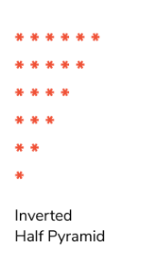 * * * * * *
* * * * *
* * * *
* * *
* *
*
Inverted
Half Pyramid